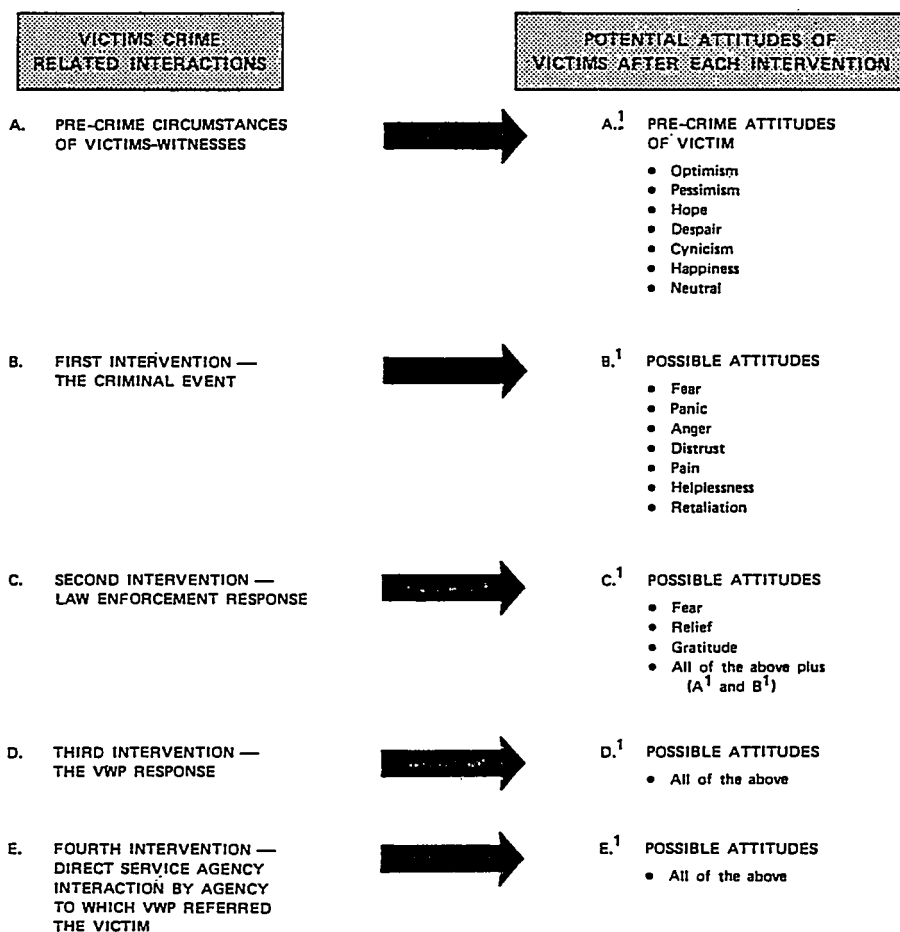 VICTIMS CRIME
RELATED INTERACTIONS
POTENTIAL ATTITUDES OF
VICTIMS AFTER EACH INTERVENTION
A. PRE-CRIME CIRCUMSTANCES
OF VICTIMS-WITNESSES
A.1 PRE-CRIME ATTITUDES
OF VICTIM
• Optimism
• Pessimism
• Hope
• Despair
• Cynicism
• Happiness
• Neutral
B. FIRST INTERVENTION —
THE CRIMINAL EVENT
B.1 POSSIBLE ATTITUDES
• Fear
• Panic
• Anger
• Distrust
• Pain
• Helplessness
• Retaliation
C. SECOND INTERVENTION —
LAW ENFORCEMENT RESPONSE
C.1 POSSIBLE ATTITUDES
• Fear
• Relief
• Gratitude
• All of the above plus
(A1 and B1)
D. THIRD INTERVENTION —
THE VWP RESPONSE
D.1 POSSIBLE ATTITUDES
• All of the above
E. FOURTH INTERVENTION —
DIRECT SERVICE AGENCY
INTERACTION BY AGENCY
TO WHICH VWP REFERRED
THE VICTIM
E.1 POSSIBLE ATTITUDES
• All of the above